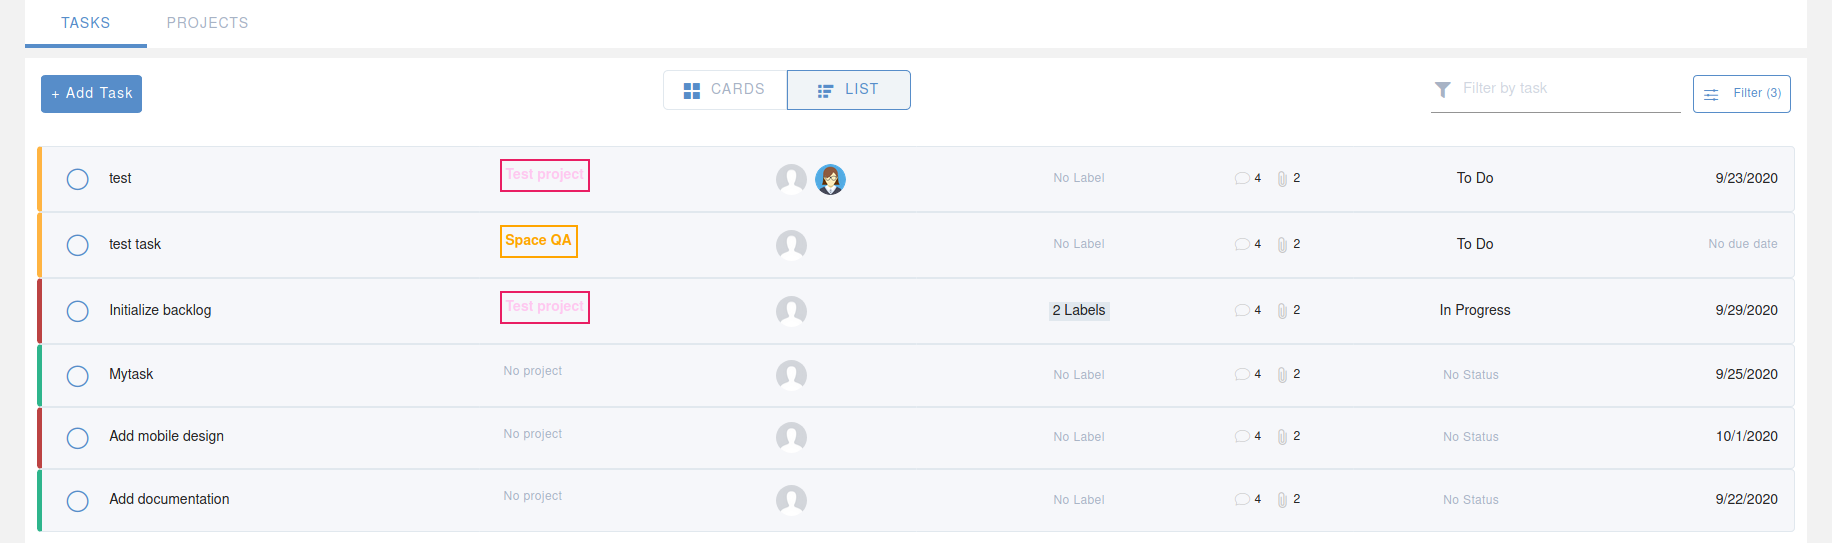 TASKS PROJECTS
+ Add Task CARDS LIST Filter by task Filter (3)
test Test project No Label 4 2 To Do 9/23/2020
test task Space QA No Label 4 2 To Do No due date
Initialize backlog Test project 2 Labels 4 2 In Progress 9/29/2020
Mytask No project No Label 4 2 No Status 9/25/2020
Add mobile design No project No Label 4 2 No Status 10/1/2020
Add documentation No project No Label 4 2 No Status 9/22/2020